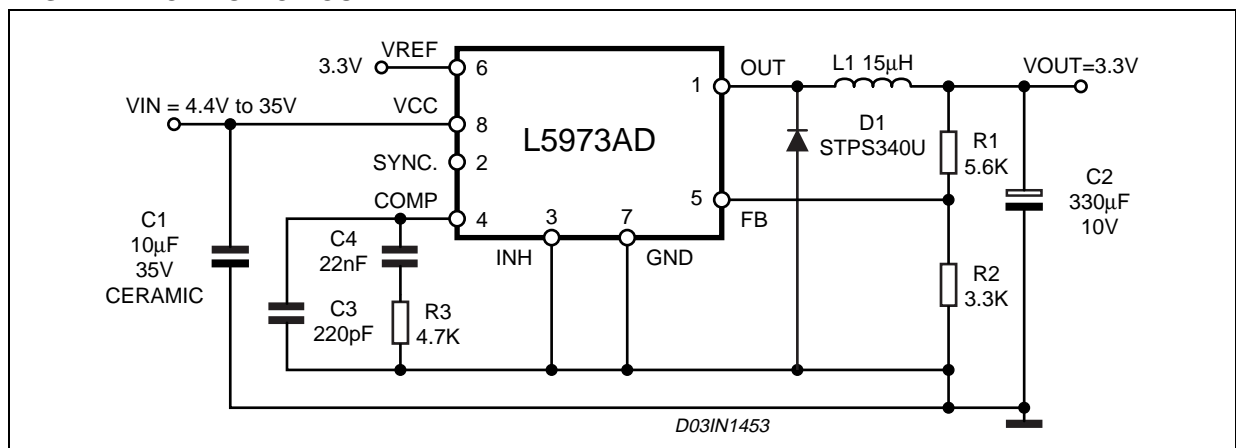 VREF
3.3V
6
VIN = 4.4V to 35V
VCC
8
SYNC.
2
COMP
4
L5973AD
1
OUT
L1 15μH
VOUT=3.3V
D1
STPS340U
R1
5.6K
5
FB
C2
330μF
10V
3
INH
7
GND
C1
10μF
35V
CERAMIC
C4
22nF
C3
220pF
R3
4.7K
R2
3.3K
D03IN1453